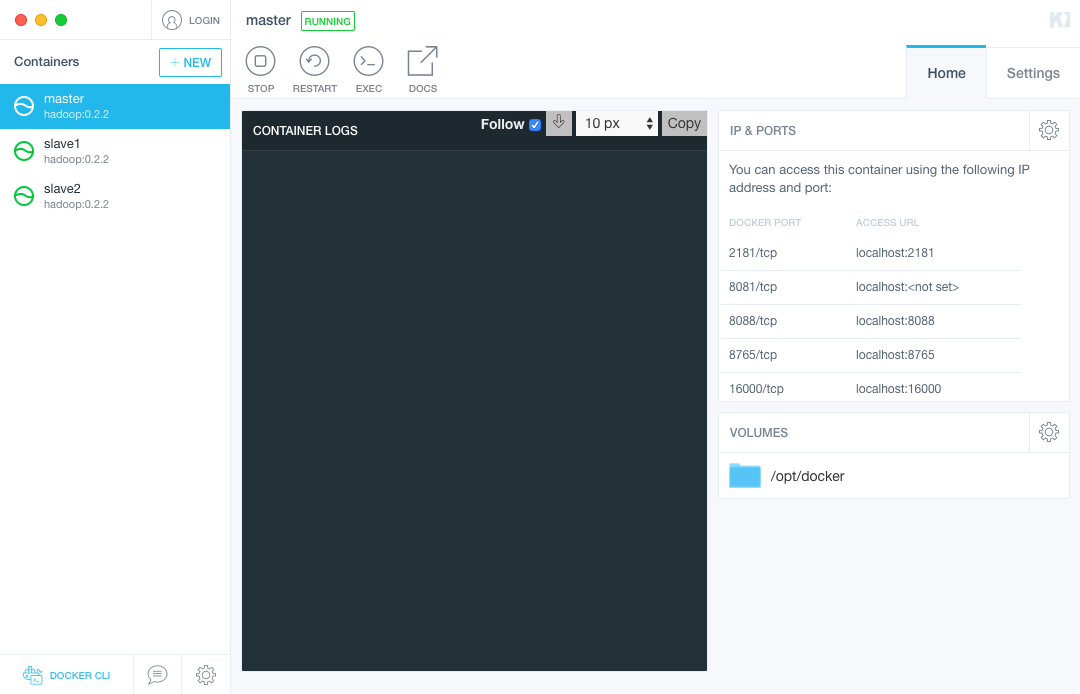 LOGIN
Containers
+ NEW
master
hadoop:0.2.2
slave1
hadoop:0.2.2
slave2
hadoop:0.2.2
DOCKER CLI
master RUNNING
STOP RESTART EXEC DOCS
Home Settings
CONTAINER LOGS Follow 10 px Copy
IP & PORTS
You can access this container using the following IP
address and port:
DOCKER PORT ACCESS URL
2181/tcp localhost:2181
8081/tcp localhost:<not set>
8088/tcp localhost:8088
8765/tcp localhost:8765
16000/tcp localhost:16000
VOLUMES
/opt/docker